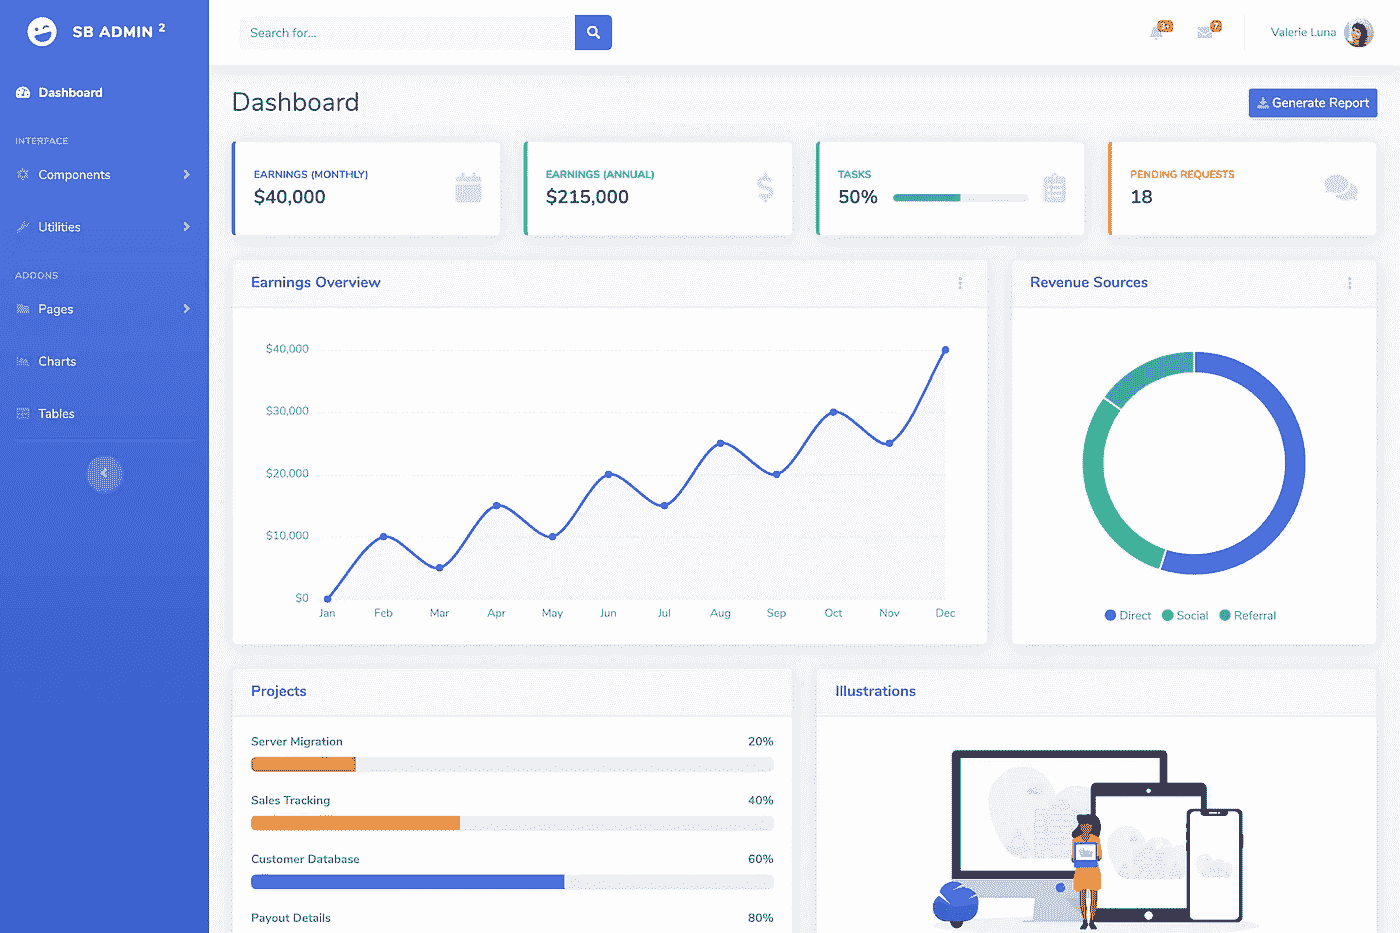 SB ADMIN 2
Search for...
Valerie Luna
Dashboard
INTERFACE
Components
Utilities
ADDONS
Pages
Charts
Tables
Dashboard
Generate Report
EARNINGS (MONTHLY)
$40,000
EARNINGS (ANNUAL)
$215,000
TASKS
50%
PENDING REQUESTS
18
Earnings Overview
$40,000
$30,000
$20,000
$10,000
$0
Jan Feb Mar Apr May Jun Jul Aug Sep Oct Nov Dec
Revenue Sources
Direct Social Referral
Projects
Server Migration 20%
Sales Tracking 40%
Customer Database 60%
Payout Details 80%
Illustrations